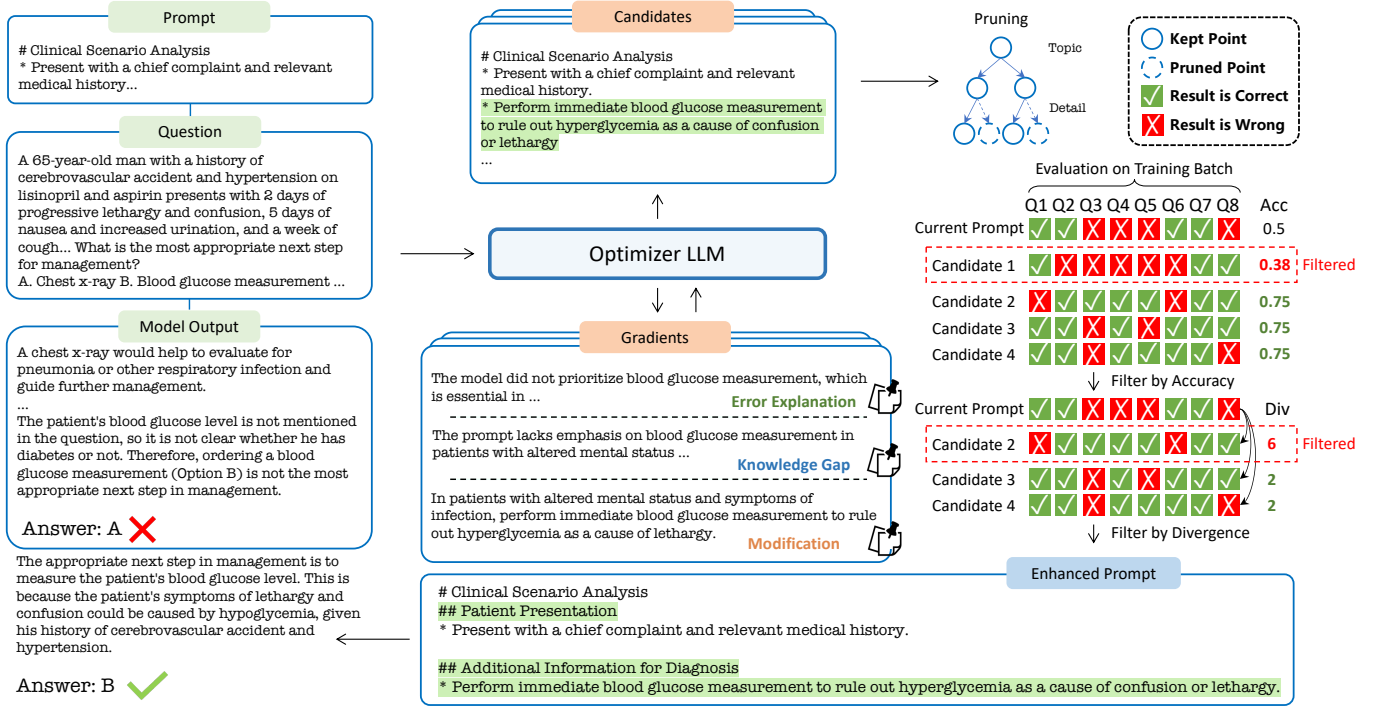 Prompt
# Clinical Scenario Analysis
* Present with a chief complaint and relevant
medical history...
Question
A 65-year-old man with a history of
cerebrovascular accident and hypertension on
lisinopril and aspirin presents with 2 days of
progressive lethargy and confusion, 5 days of
nausea and increased urination, and a week of
cough... What is the most appropriate next step
for management?
A. Chest x-ray B. Blood glucose measurement ...
Model Output
A chest x-ray would help to evaluate for
pneumonia or other respiratory infection and
guide further management.
...
The patient's blood glucose level is not mentioned
in the question, so it is not clear whether he has
diabetes or not. Therefore, ordering a blood
glucose measurement (Option B) is not the most
appropriate next step in management.
Answer: A
The appropriate next step in management is to
measure the patient's blood glucose level. This is
because the patient's symptoms of lethargy and
confusion could be caused by hypoglycemia, given
his history of cerebrovascular accident and
hypertension.
Answer: B
Candidates
# Clinical Scenario Analysis
* Present with a chief complaint and relevant
medical history.
* Perform immediate blood glucose measurement
to rule out hyperglycemia as a cause of confusion
or lethargy
...
Optimizer LLM
Gradients
The model did not prioritize blood glucose measurement, which
is essential in ...
Error Explanation
The prompt lacks emphasis on blood glucose measurement in
patients with altered mental status ...
Knowledge Gap
In patients with altered mental status and symptoms of
infection, perform immediate blood glucose measurement to rule
out hyperglycemia as a cause of lethargy.
Modification
Pruning
Topic
Detail
Kept Point
Pruned Point
Result is Correct
Result is Wrong
Evaluation on Training Batch
Q1 Q2 Q3 Q4 Q5 Q6 Q7 Q8 Acc
Current Prompt 0.5
Candidate 1 0.38 Filtered
Candidate 2 0.75
Candidate 3 0.75
Candidate 4 0.75
Filter by Accuracy
Current Prompt Div
Candidate 2 6 Filtered
Candidate 3 2
Candidate 4 2
Filter by Divergence
Enhanced Prompt
# Clinical Scenario Analysis
## Patient Presentation
* Present with a chief complaint and relevant medical history.
## Additional Information for Diagnosis
* Perform immediate blood glucose measurement to rule out hyperglycemia as a cause of confusion or lethargy.